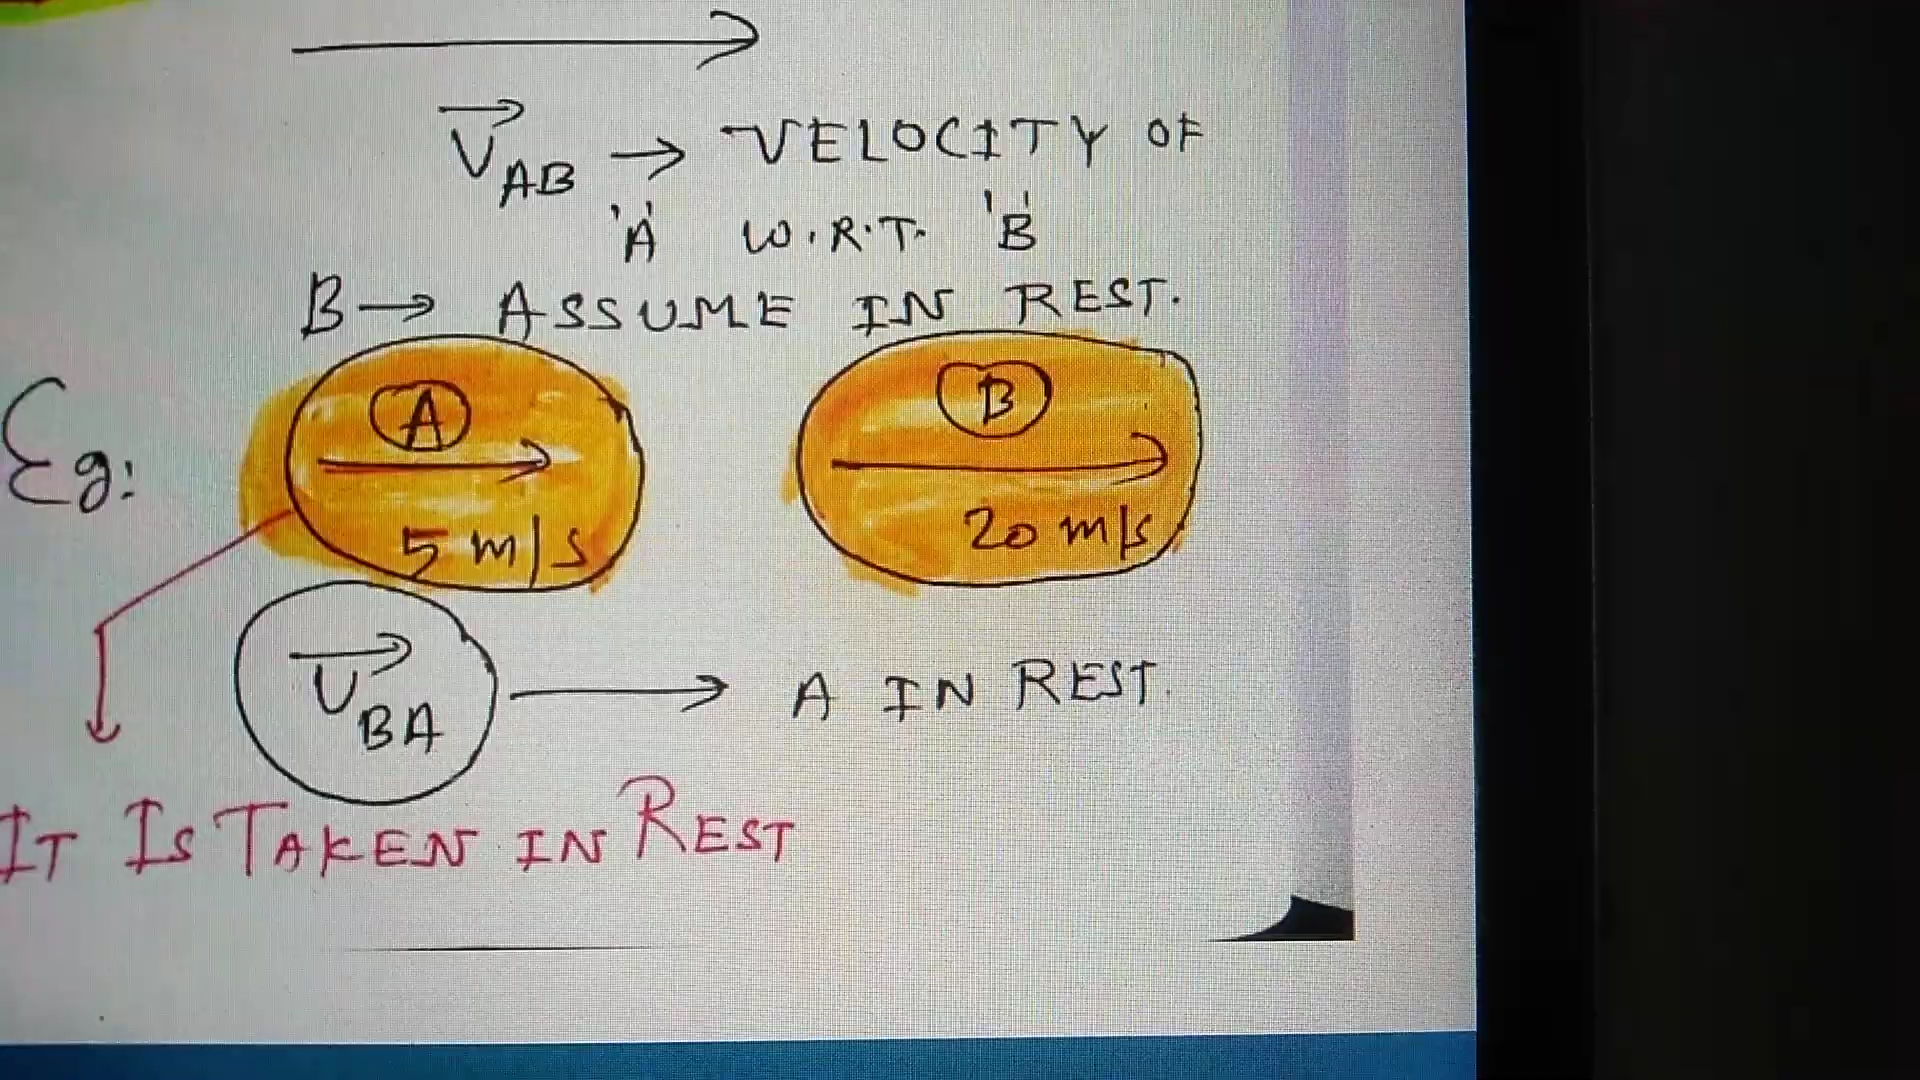 V AB → VELOCITY OF
'A' W.R.T. 'B'
B → ASSUME IN REST.
Eg: A B
5 m/s 20 m/s
V BA → A IN REST.
IT IS TAKEN IN REST